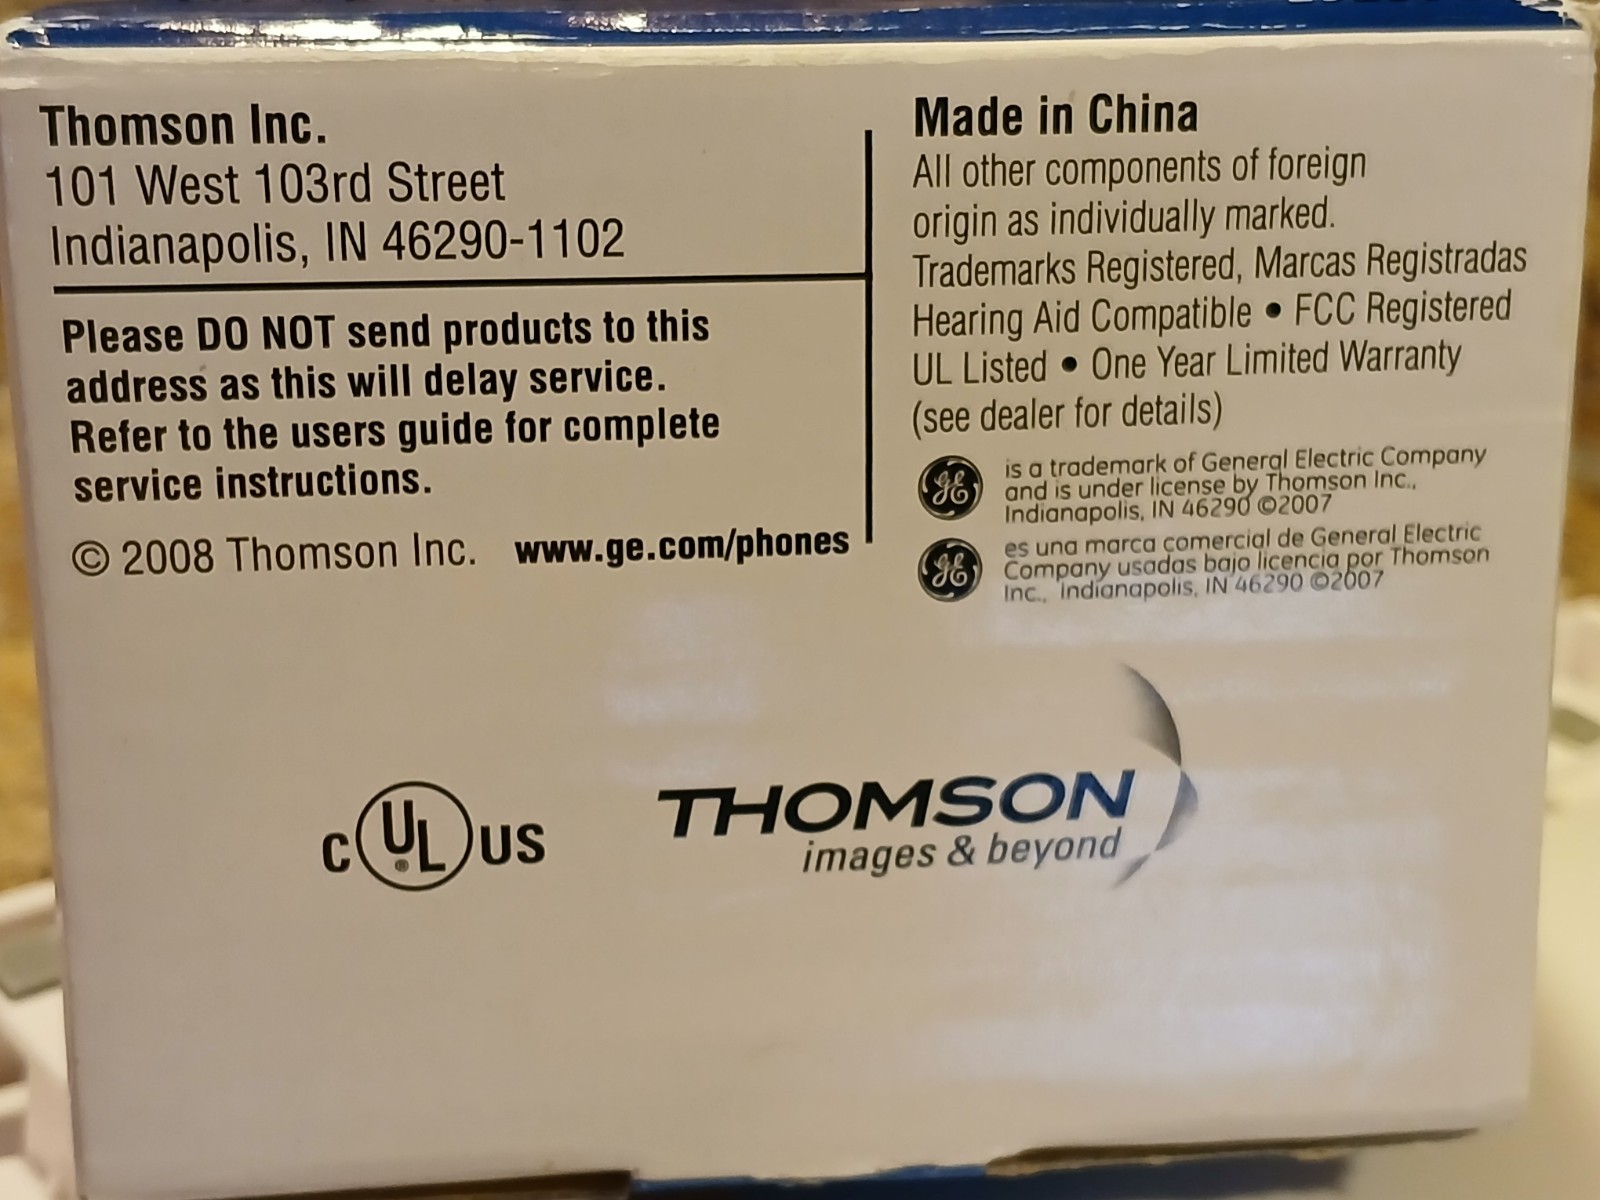 Thomson Inc.
101 West 103rd Street
Indianapolis, IN 46290-1102
Please DO NOT send products to this
address as this will delay service.
Refer to the users guide for complete
service instructions.
© 2008 Thomson Inc. www.ge.com/phones
Made in China
All other components of foreign
origin as individually marked.
Trademarks Registered, Marcas Registradas
Hearing Aid Compatible • FCC Registered
UL Listed • One Year Limited Warranty
(see dealer for details)
GE is a trademark of General Electric Company
and is under license by Thomson Inc.,
Indianapolis, IN 46290 ©2007
GE es una marca comercial de General Electric
Company usadas bajo licencia por Thomson
Inc., Indianapolis, IN 46290 ©2007
C UL® US
THOMSON
images & beyond